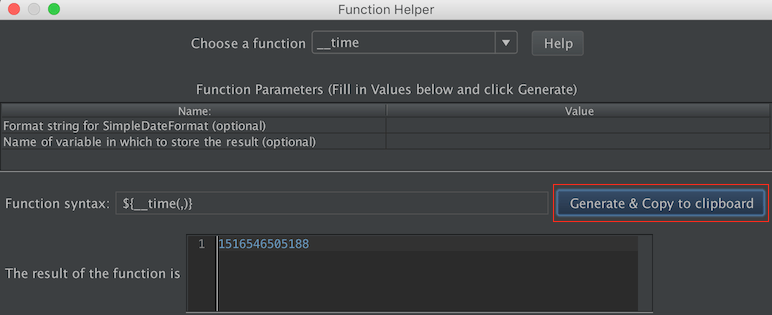 Function Helper
Choose a function __time Help
Function Parameters (Fill in Values below and click Generate)
Name: Value
Format string for SimpleDateFormat (optional)
Name of variable in which to store the result (optional)
Function syntax: ${__time(,)} Generate & Copy to clipboard
1 1516546505188
The result of the function is